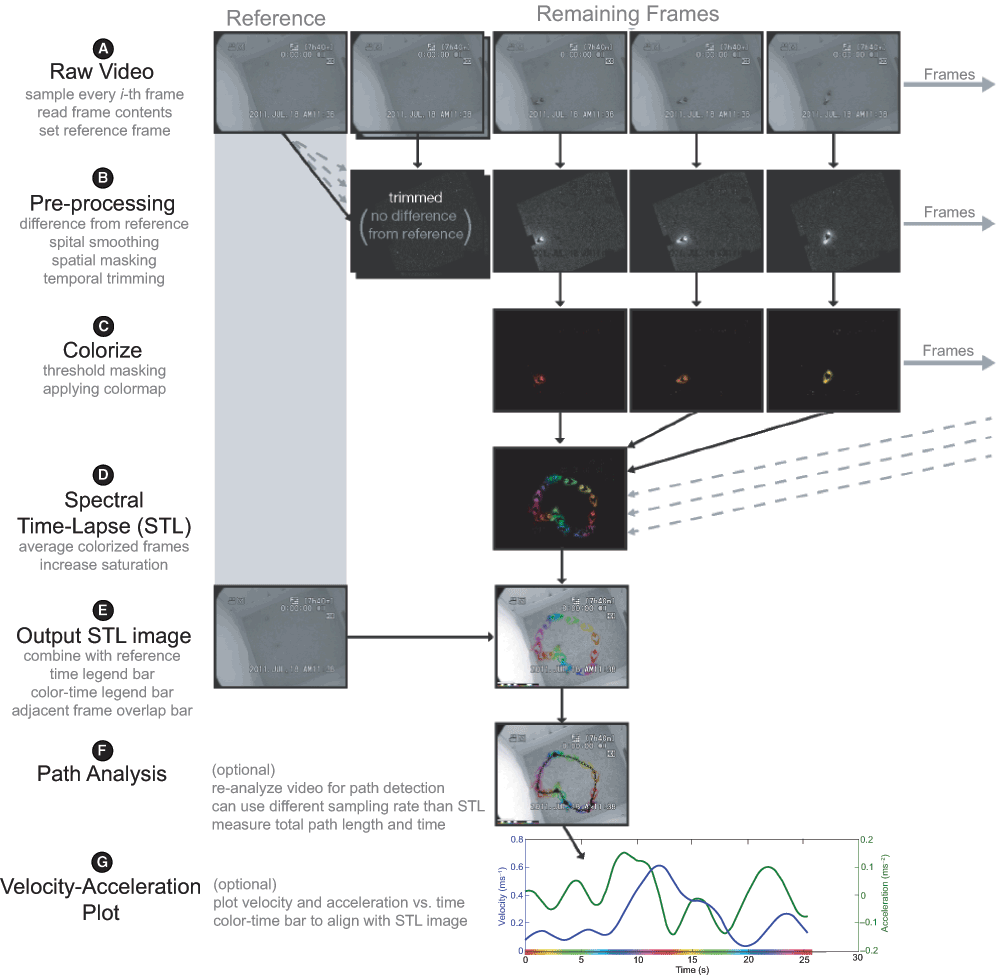 Reference
Remaining Frames
A
Raw Video
sample every i-th frame
read frame contents
set reference frame
[7h40m]
0:00:00
2011.JUL.18 AM11:36
Frames
B
Pre-processing
difference from reference
spital smoothing
spatial masking
temporal trimming
trimmed
(no difference
from reference)
Frames
C
Colorize
threshold masking
applying colormap
Frames
D
Spectral
Time-Lapse (STL)
average colorized frames
increase saturation
E
Output STL image
combine with reference
time legend bar
color-time legend bar
adjacent frame overlap bar
F
Path Analysis
(optional)
re-analyze video for path detection
can use different sampling rate than STL
measure total path length and time
G
Velocity-Acceleration
Plot
(optional)
plot velocity and acceleration vs. time
color-time bar to align with STL image
0.8
0.6
0.4
0.2
0
Velocity (ms⁻¹)
0.2
0.1
0
−0.1
−0.2
Acceleration (ms⁻²)
0 5 10 15 20 25 30
Time (s)